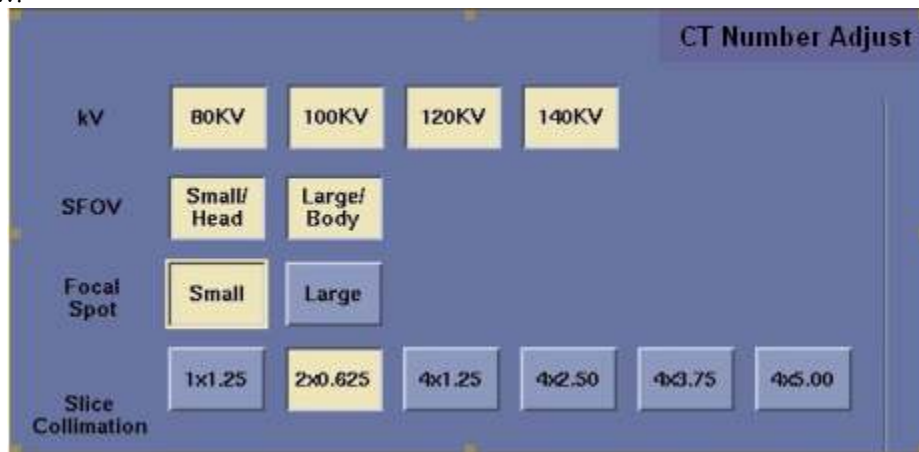 CT Number Adjust
kV 80KV 100KV 120KV 140KV
SFOV Small/ Head Large/ Body
Focal Spot Small Large
Slice Collimation 1x1.25 2x0.625 4x1.25 4x2.50 4x3.75 4x5.00